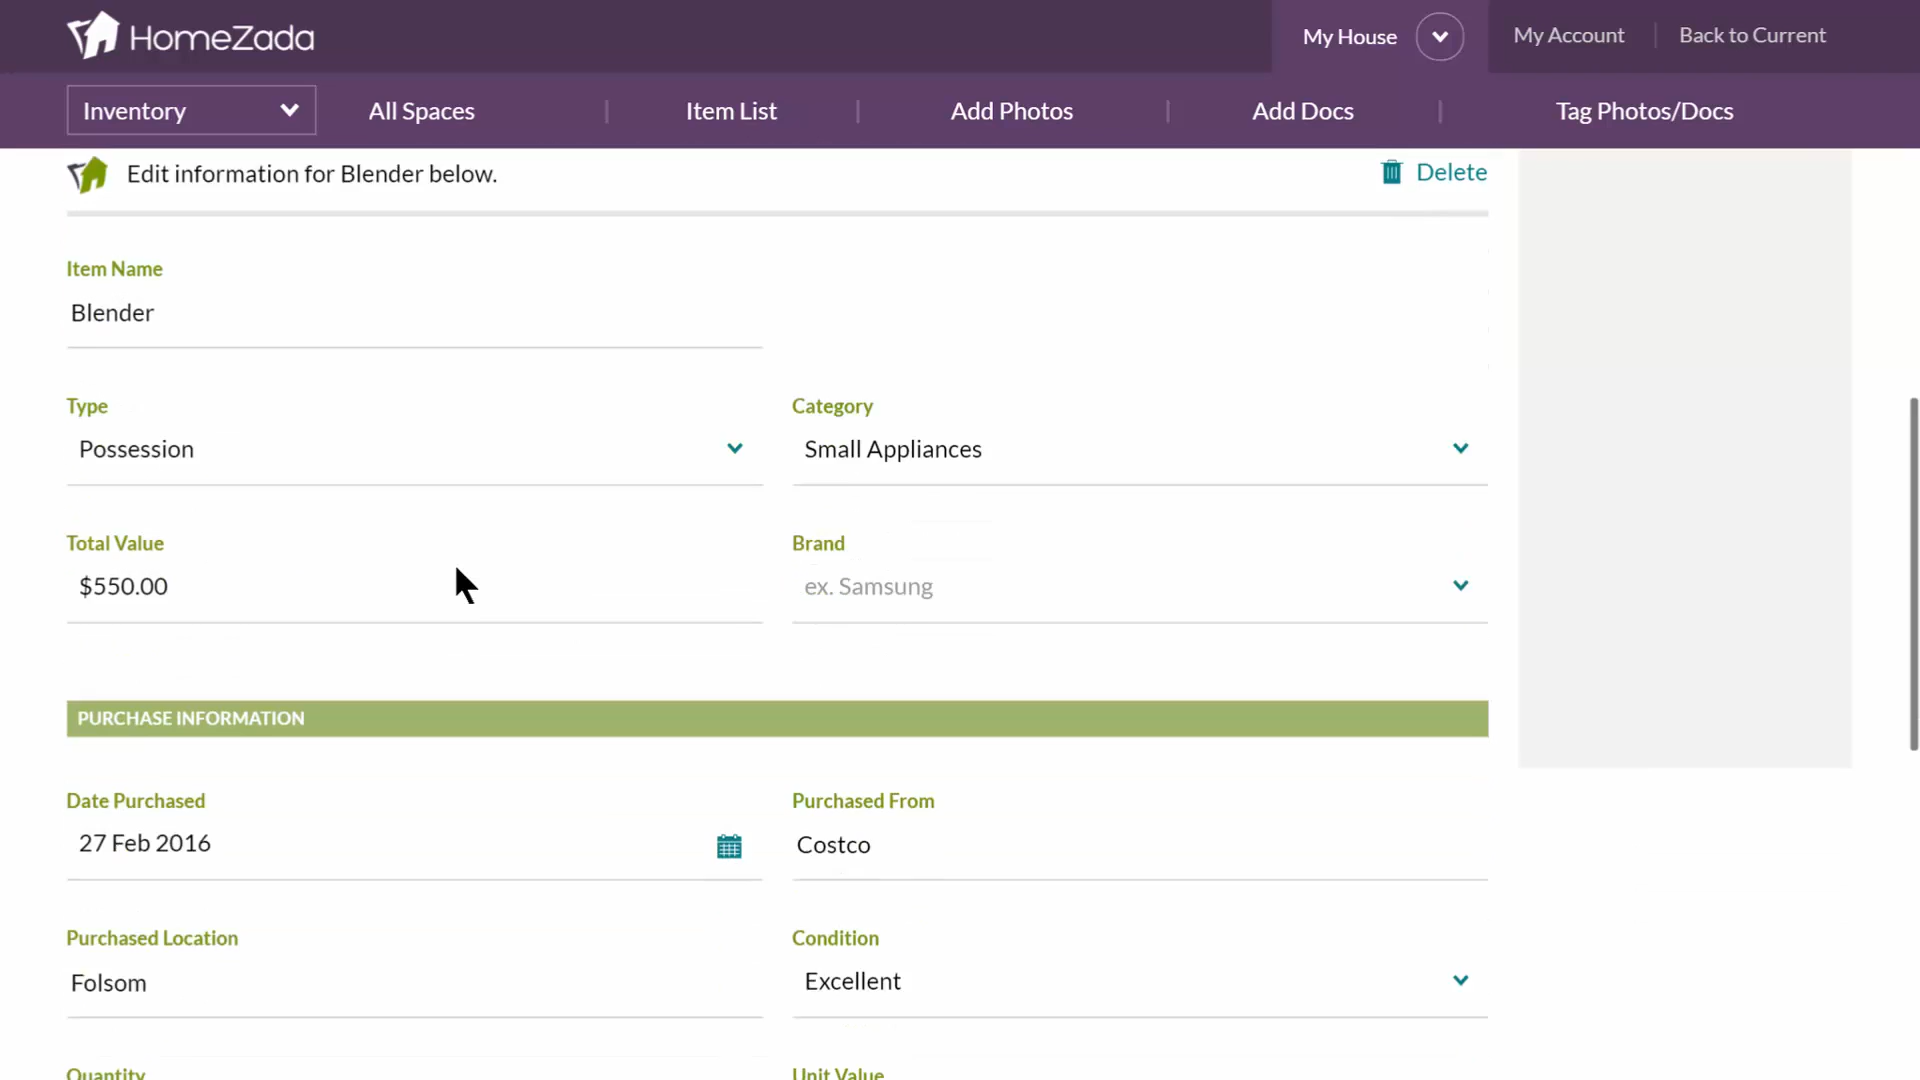 HomeZada
My House
My Account
Back to Current
Inventory
All Spaces
Item List
Add Photos
Add Docs
Tag Photos/Docs
Edit information for Blender below.
Delete
Item Name
Blender
Type
Category
Possession
Small Appliances
Total Value
Brand
$550.00
ex. Samsung
PURCHASE INFORMATION
Date Purchased
Purchased From
27 Feb 2016
Costco
Purchased Location
Condition
Folsom
Excellent
Quantity
Unit Value